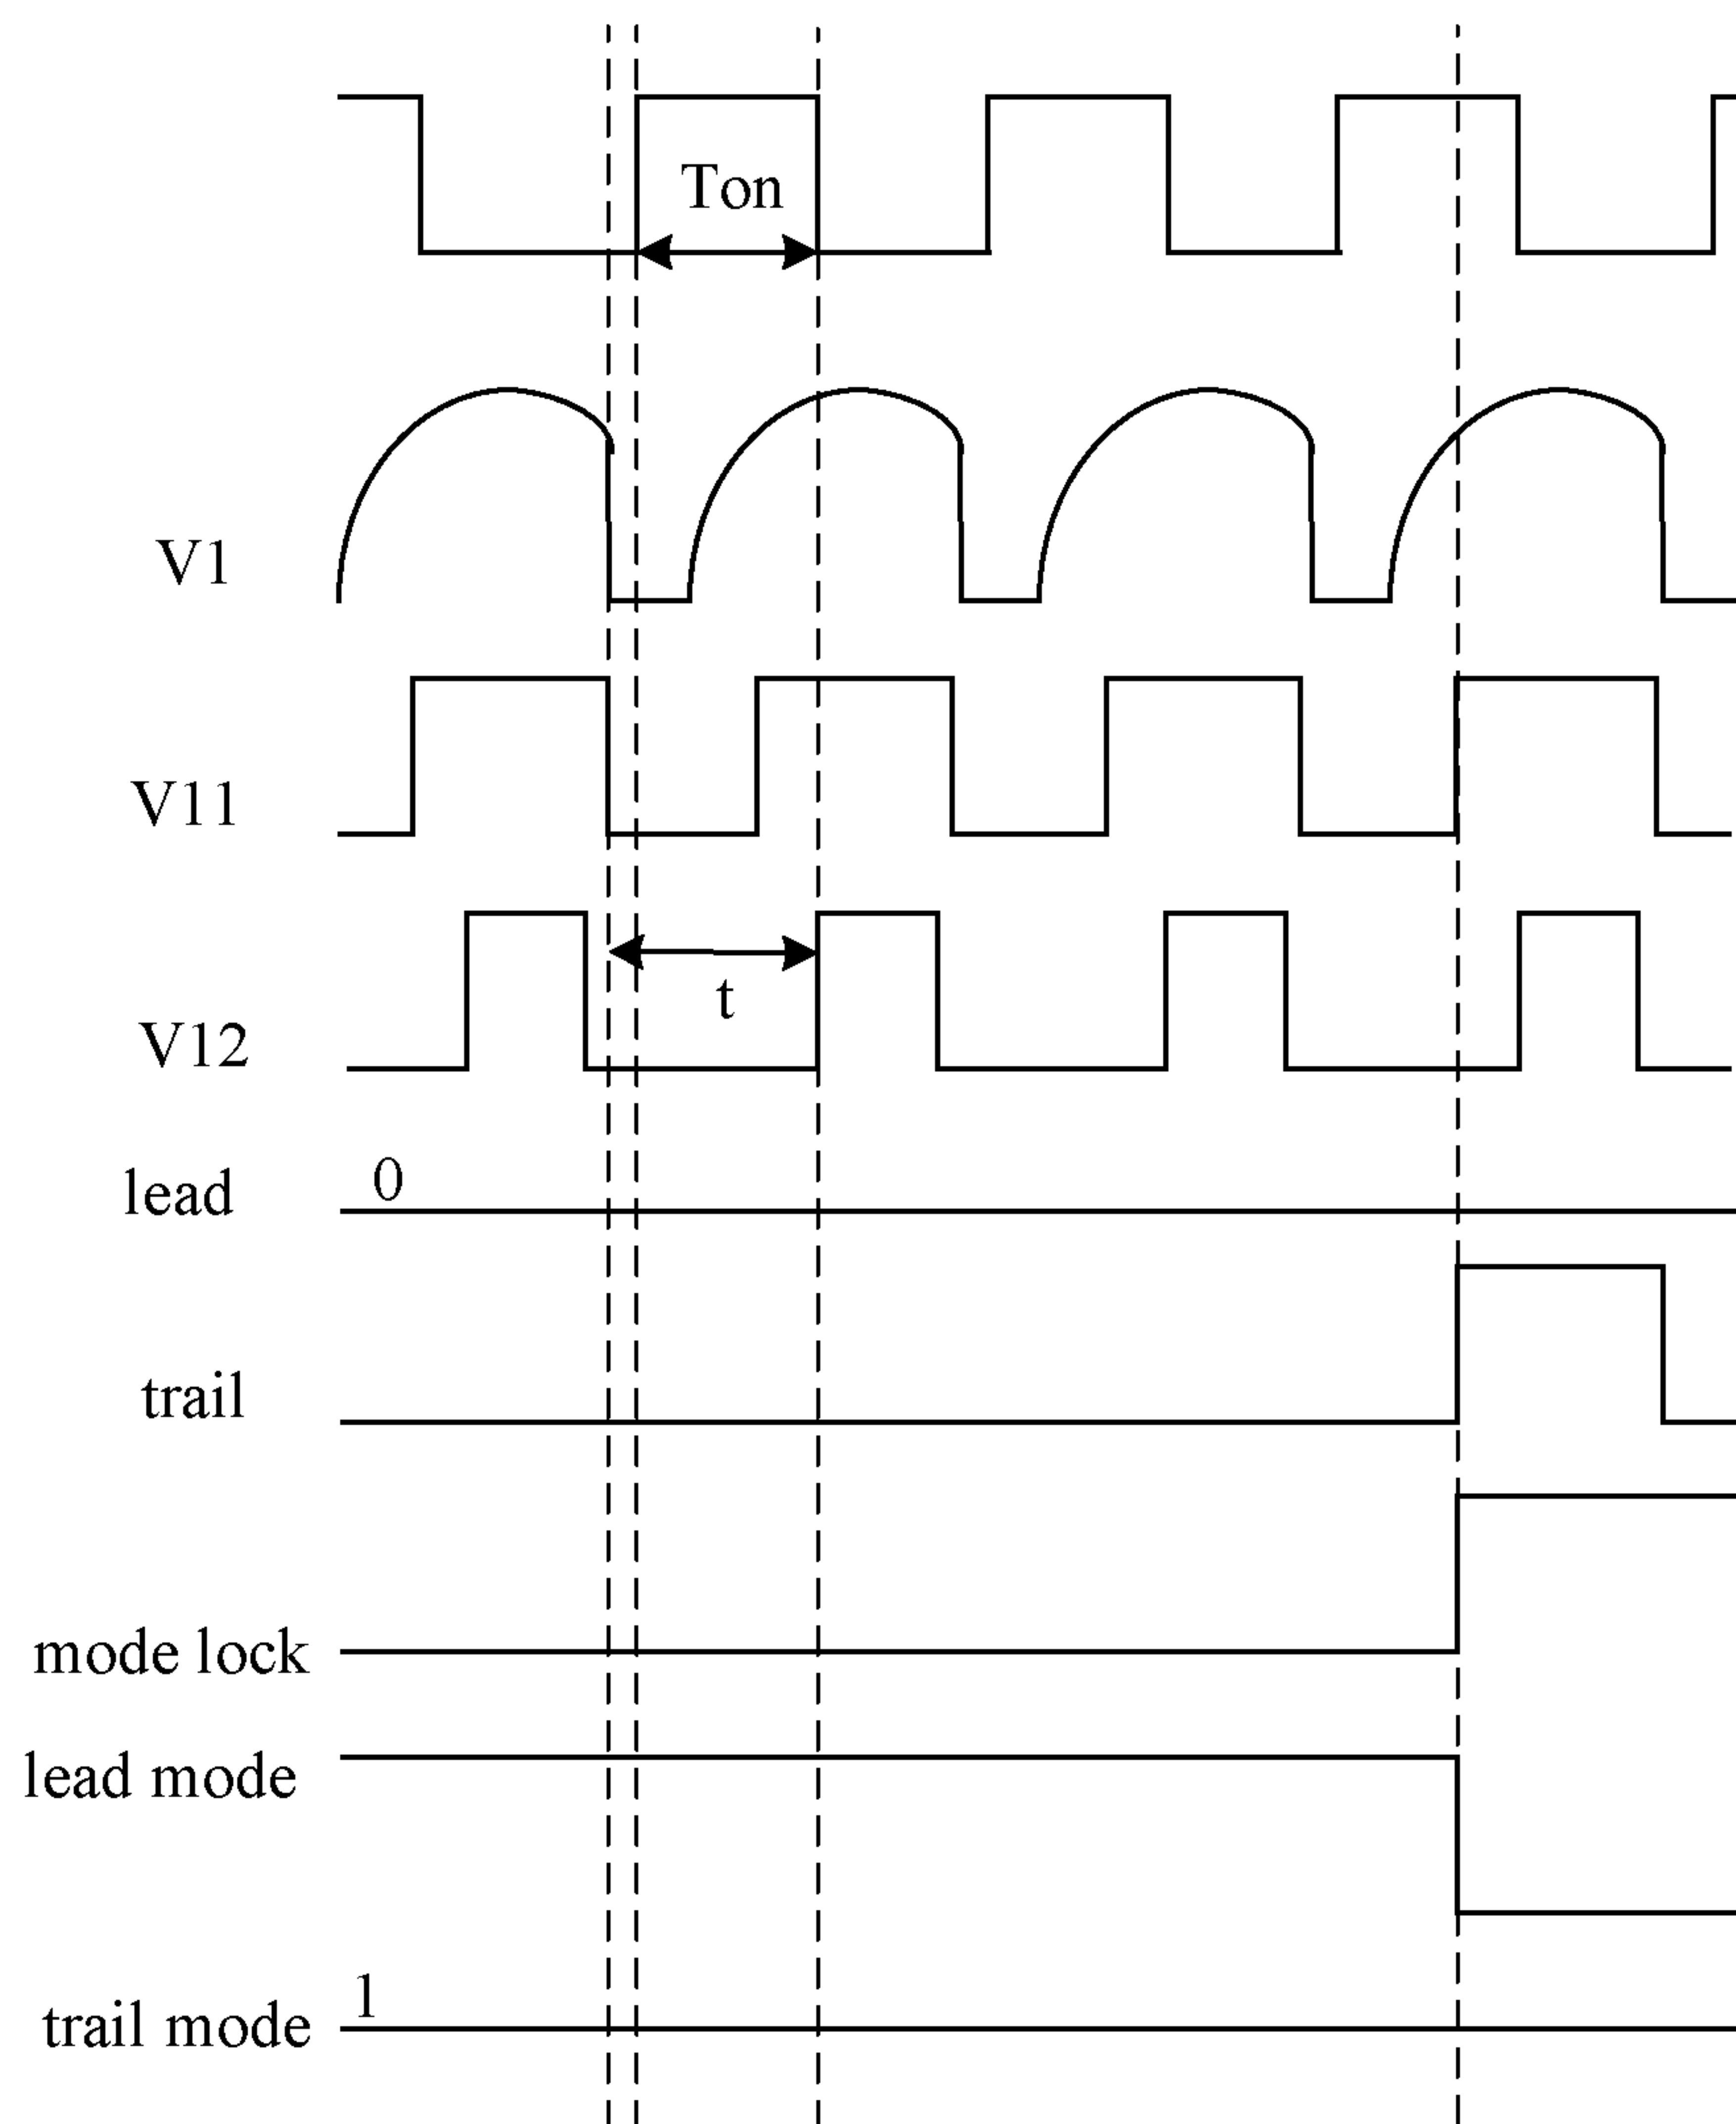 Ton
V1
V11
V12
t
lead
0
trail
mode lock
lead mode
trail mode
1